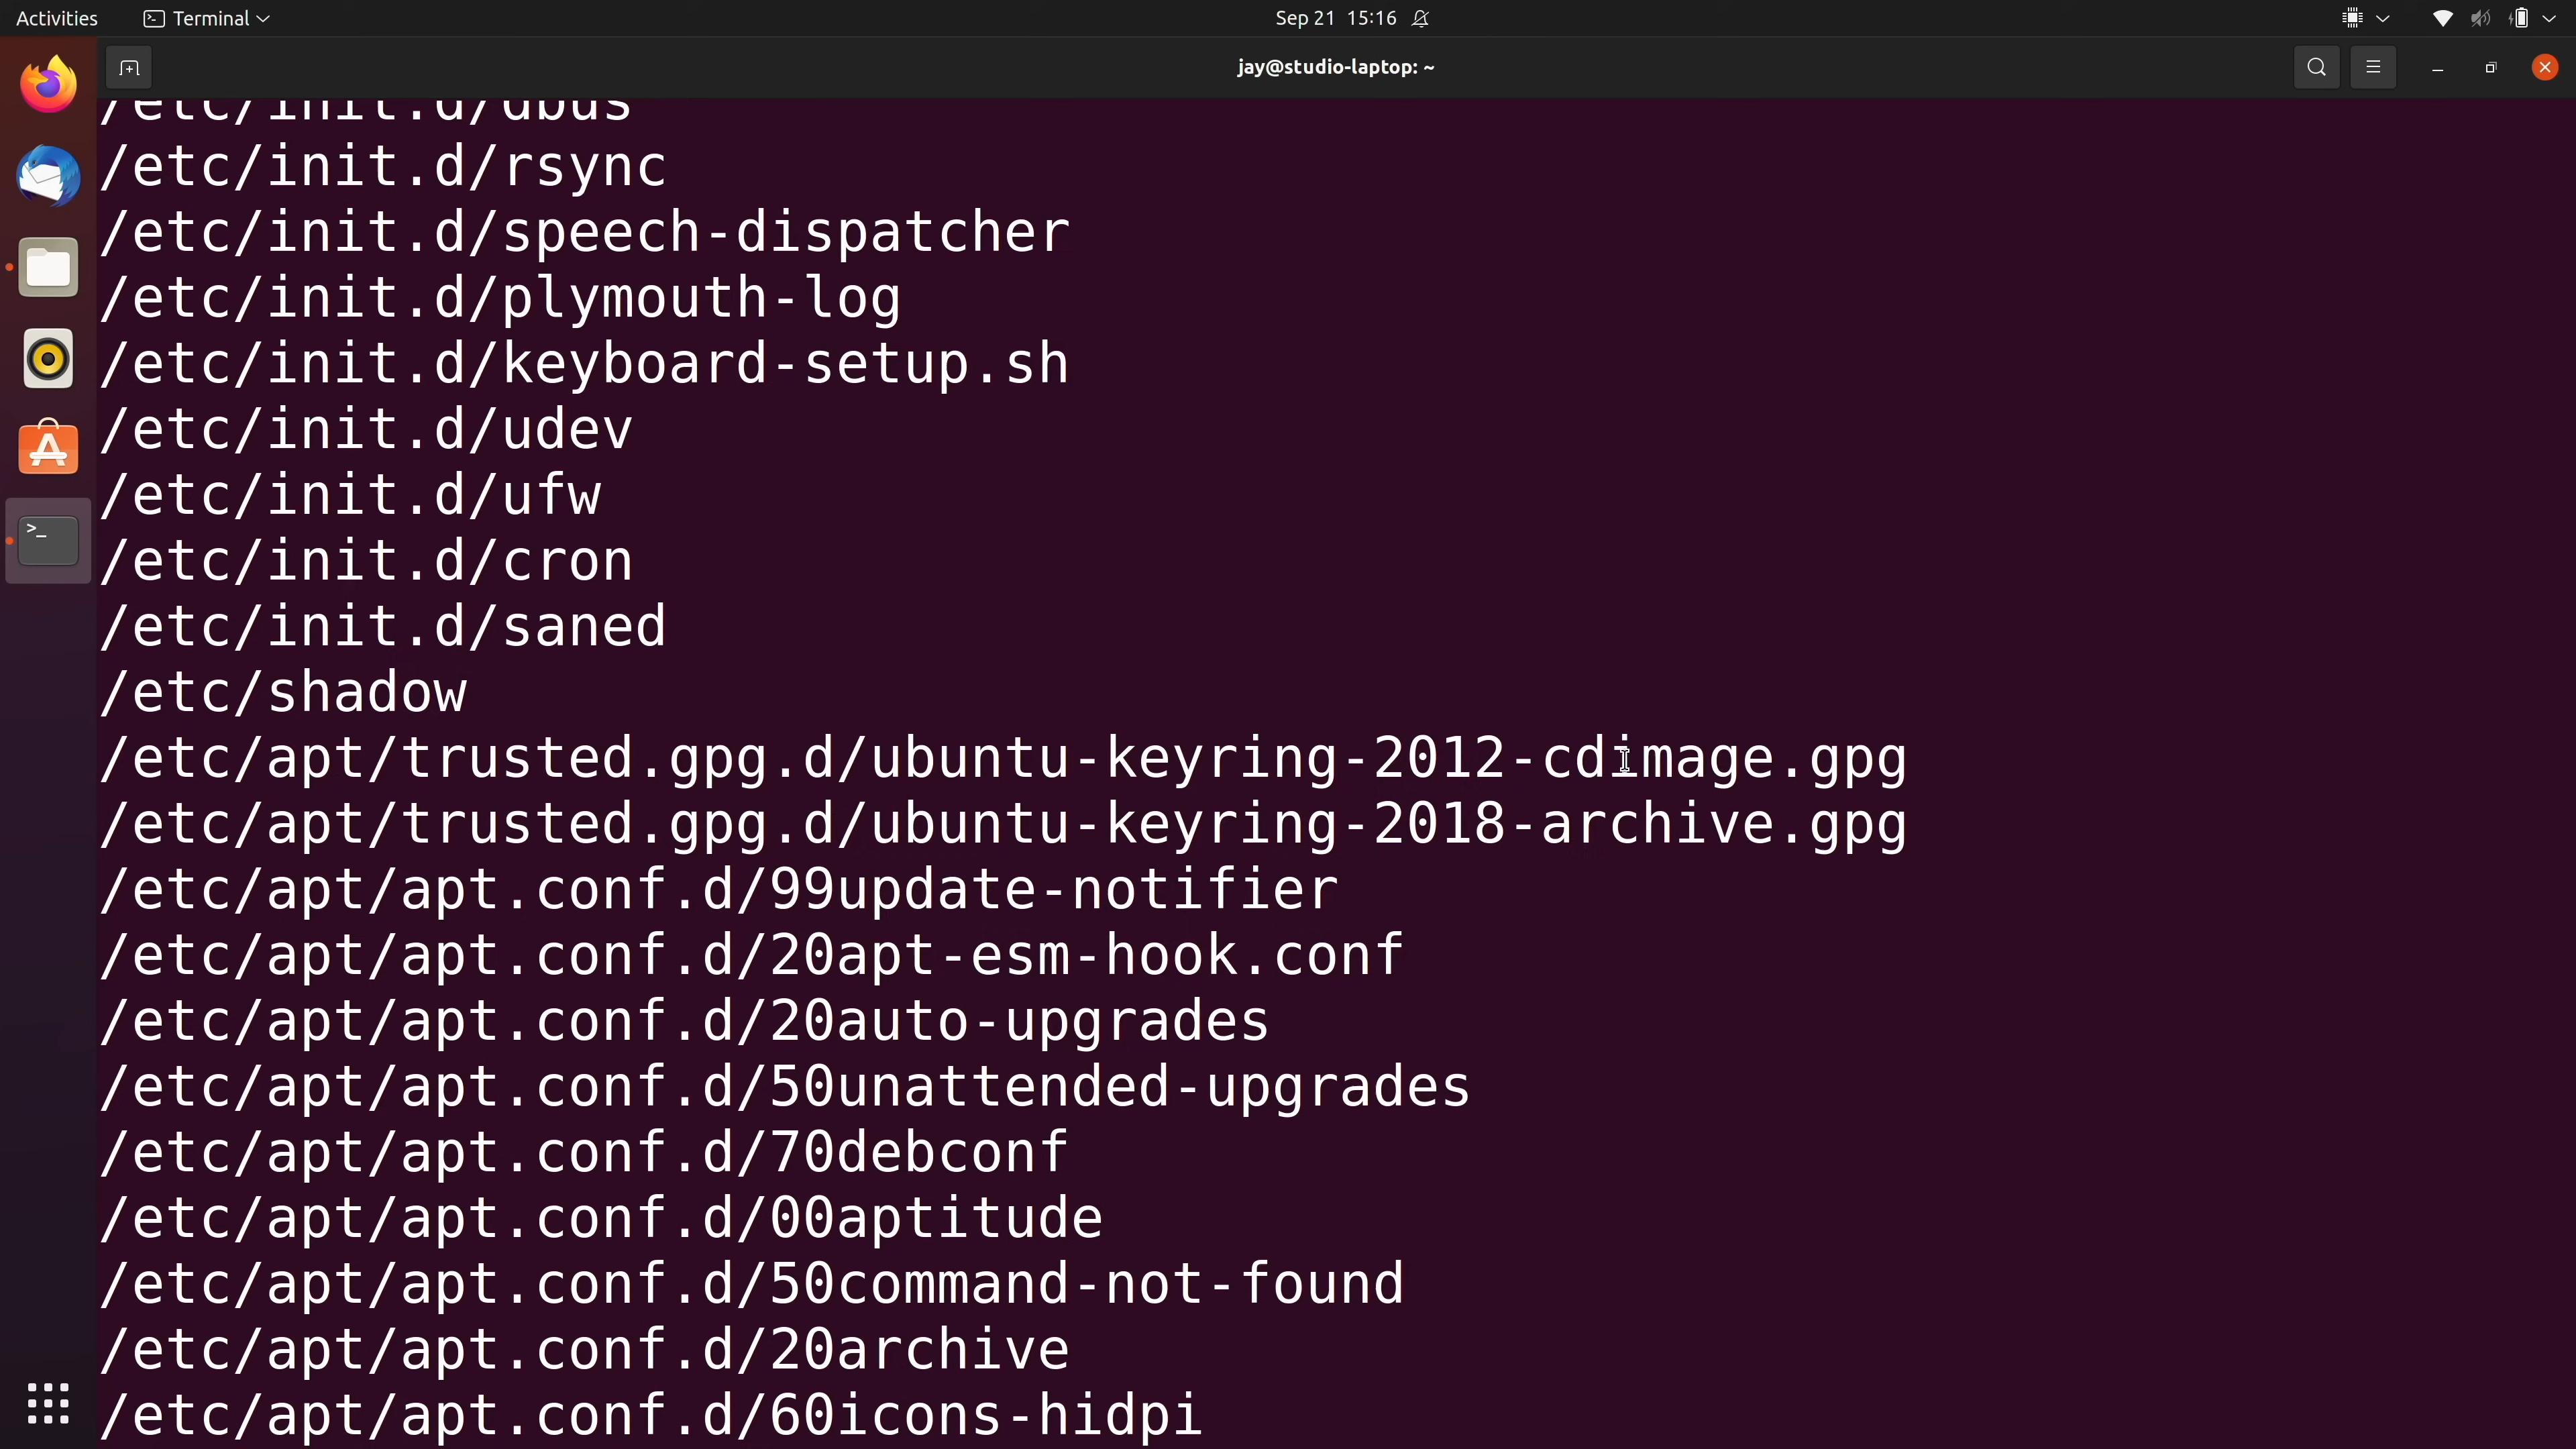 Activities
Terminal
Sep 21 15:16
jay@studio-laptop: ~
/etc/init.d/dbus
/etc/init.d/rsync
/etc/init.d/speech-dispatcher
/etc/init.d/plymouth-log
/etc/init.d/keyboard-setup.sh
/etc/init.d/udev
/etc/init.d/ufw
/etc/init.d/cron
/etc/init.d/saned
/etc/shadow
/etc/apt/trusted.gpg.d/ubuntu-keyring-2012-cdimage.gpg
/etc/apt/trusted.gpg.d/ubuntu-keyring-2018-archive.gpg
/etc/apt/apt.conf.d/99update-notifier
/etc/apt/apt.conf.d/20apt-esm-hook.conf
/etc/apt/apt.conf.d/20auto-upgrades
/etc/apt/apt.conf.d/50unattended-upgrades
/etc/apt/apt.conf.d/70debconf
/etc/apt/apt.conf.d/00aptitude
/etc/apt/apt.conf.d/50command-not-found
/etc/apt/apt.conf.d/20archive
/etc/apt/apt.conf.d/60icons-hidpi